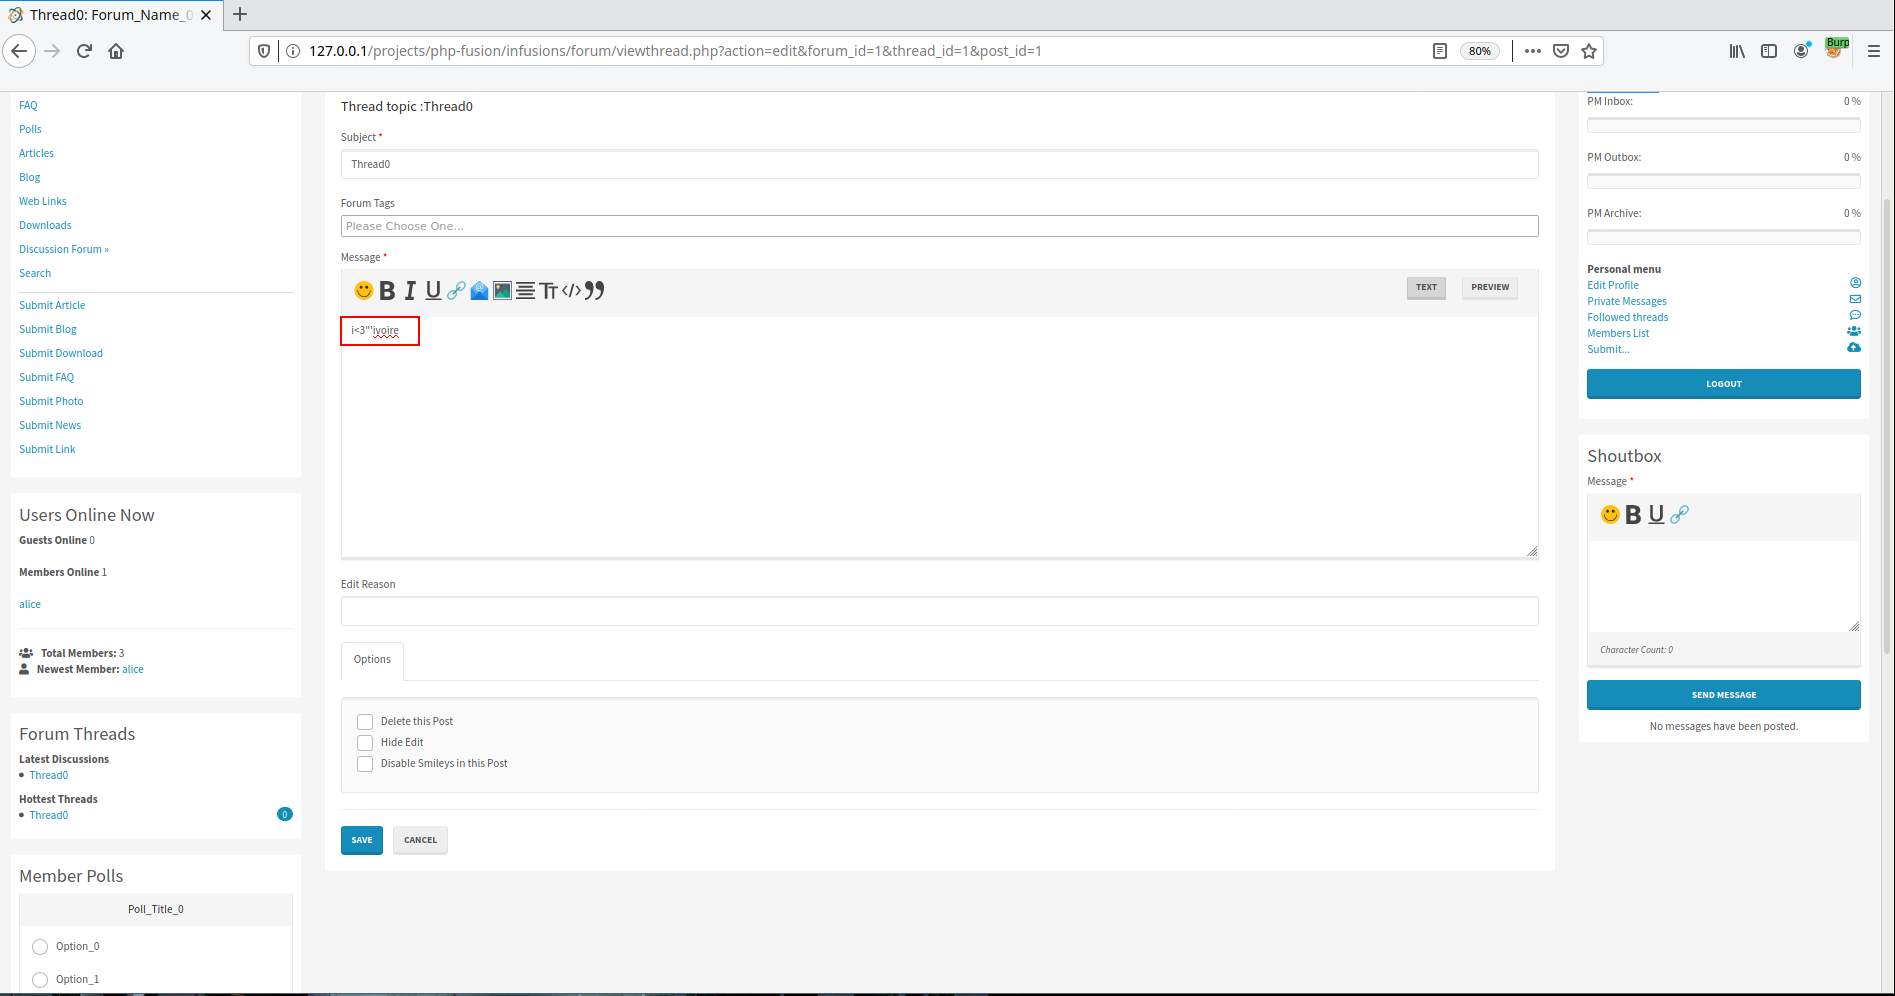 Thread0: Forum_Name_0
127.0.0.1/projects/php-fusion/infusions/forum/viewthread.php?action=edit&forum_id=1&thread_id=1&post_id=1
80%
Burp
FAQ
Polls
Articles
Blog
Web Links
Downloads
Discussion Forum »
Search
Submit Article
Submit Blog
Submit Download
Submit FAQ
Submit Photo
Submit News
Submit Link
Users Online Now
Guests Online 0
Members Online 1
alice
Total Members: 3
Newest Member: alice
Forum Threads
Latest Discussions
Thread0
Hottest Threads
Thread0
0
Member Polls
Poll_Title_0
Option_0
Option_1
Thread topic :Thread0
Subject *
Thread0
Forum Tags
Please Choose One...
Message *
B I U
TEXT
PREVIEW
i<3"'ivoire
Edit Reason
Options
Delete this Post
Hide Edit
Disable Smileys in this Post
SAVE
CANCEL
PM Inbox: 0 %
PM Outbox: 0 %
PM Archive: 0 %
Personal menu
Edit Profile
Private Messages
Followed threads
Members List
Submit...
LOGOUT
Shoutbox
Message *
B U
Character Count: 0
SEND MESSAGE
No messages have been posted.